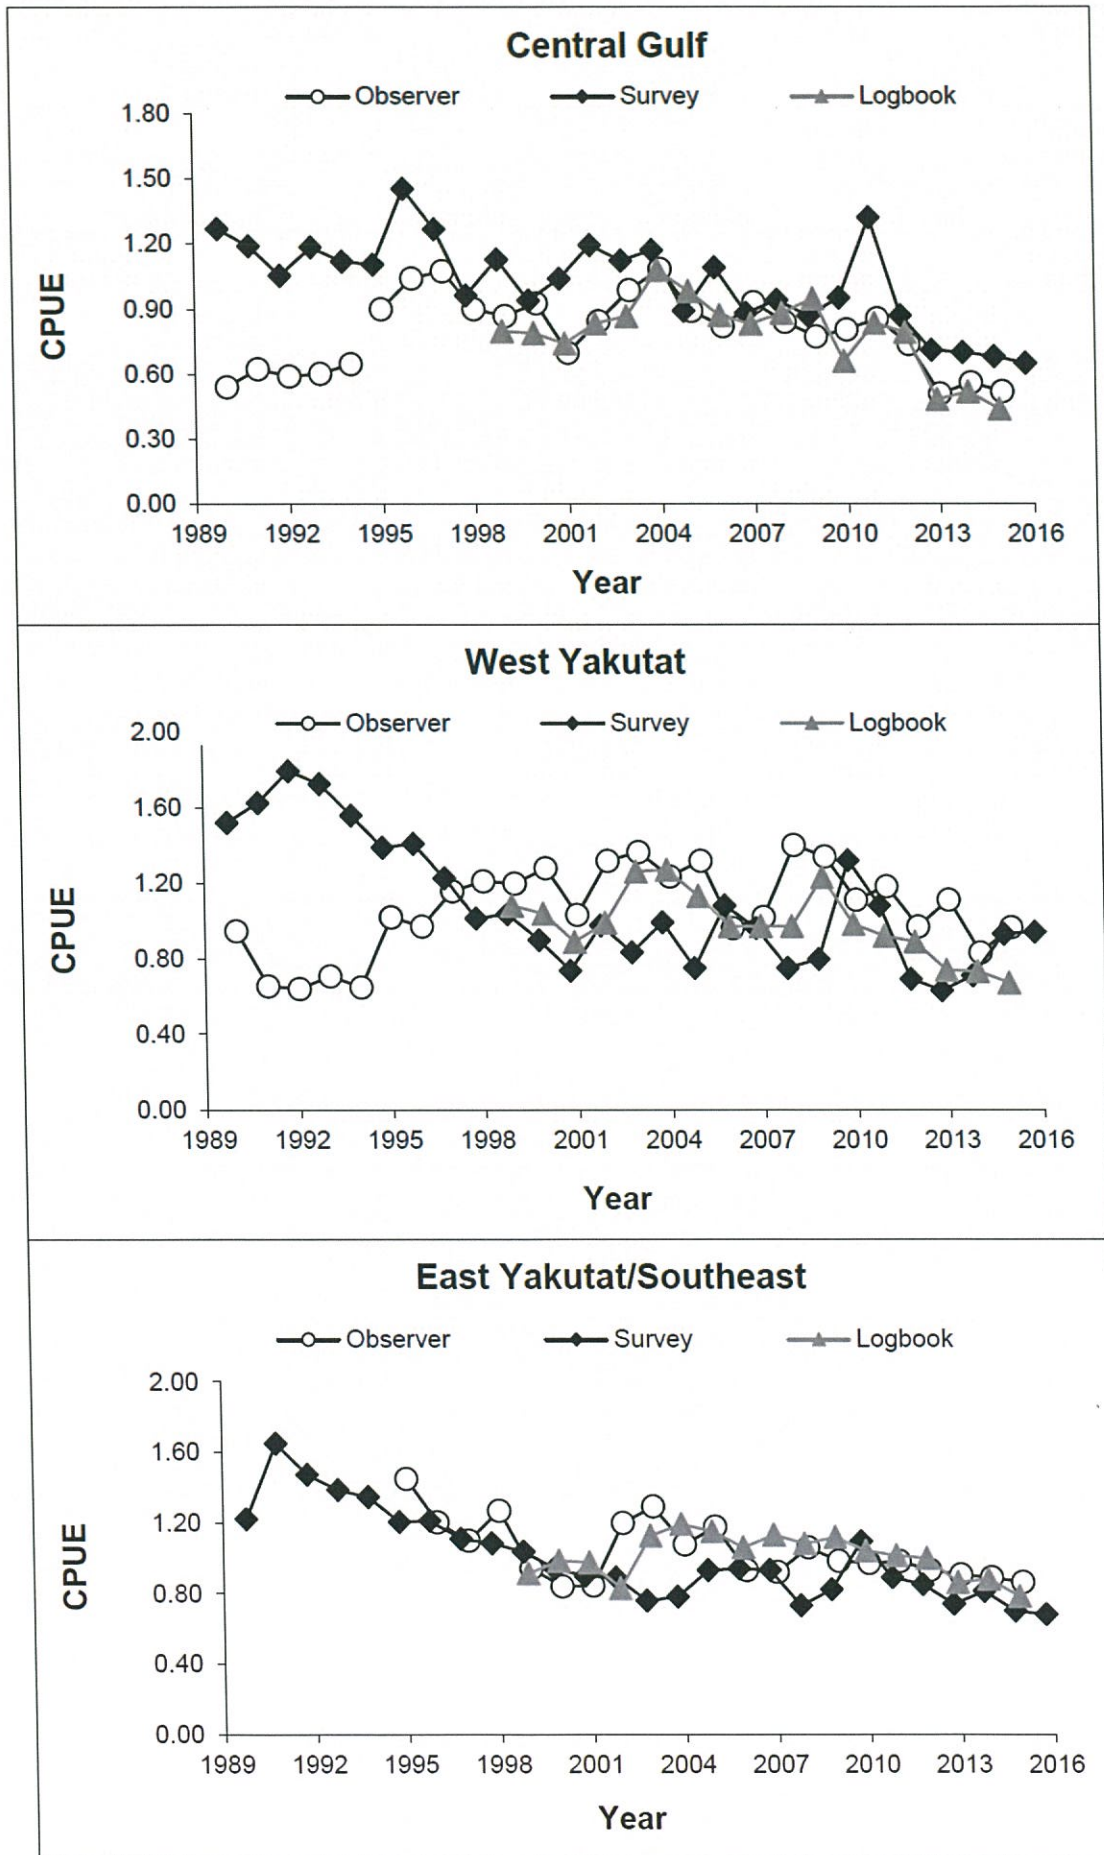 Central Gulf
Observer Survey Logbook
1.80
1.50
1.20
0.90
0.60
0.30
0.00
CPUE
1989 1992 1995 1998 2001 2004 2007 2010 2013 2016
Year
West Yakutat
Observer Survey Logbook
2.00
1.60
1.20
0.80
0.40
0.00
CPUE
1989 1992 1995 1998 2001 2004 2007 2010 2013 2016
Year
East Yakutat/Southeast
Observer Survey Logbook
2.00
1.60
1.20
0.80
0.40
0.00
CPUE
1989 1992 1995 1998 2001 2004 2007 2010 2013 2016
Year